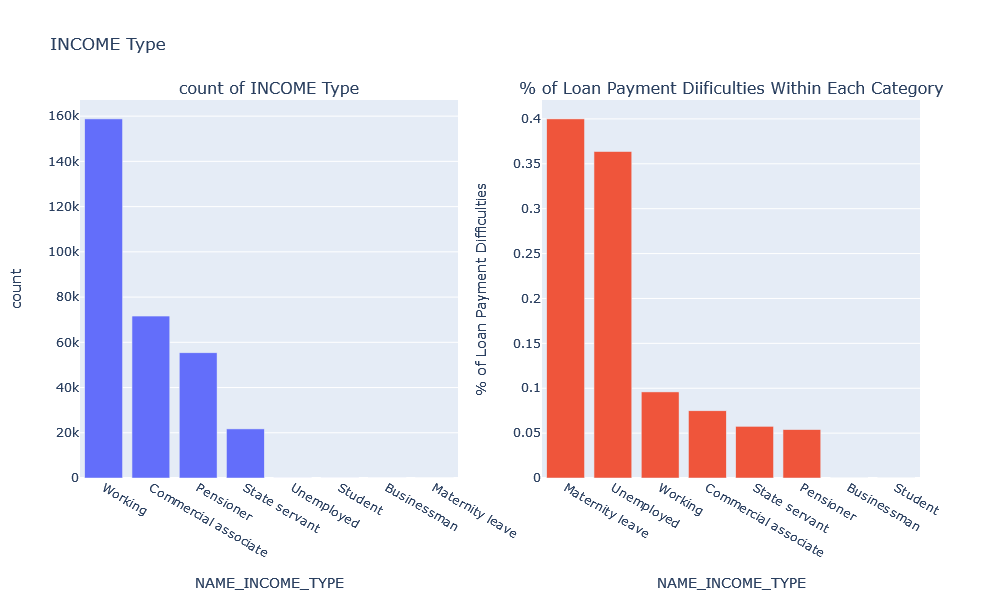 INCOME Type
count of INCOME Type
160k
140k
120k
100k
80k
60k
40k
20k
0
count
Working
Commercial associate
Pensioner
State servant
Unemployed
Student
Businessman
Maternity leave
NAME_INCOME_TYPE
% of Loan Payment Diificulties Within Each Category
0.4
0.35
0.3
0.25
0.2
0.15
0.1
0.05
0
% of Loan Payment Difficulties
Maternity leave
Unemployed
Working
Commercial associate
State servant
Pensioner
Businessman
Student
NAME_INCOME_TYPE